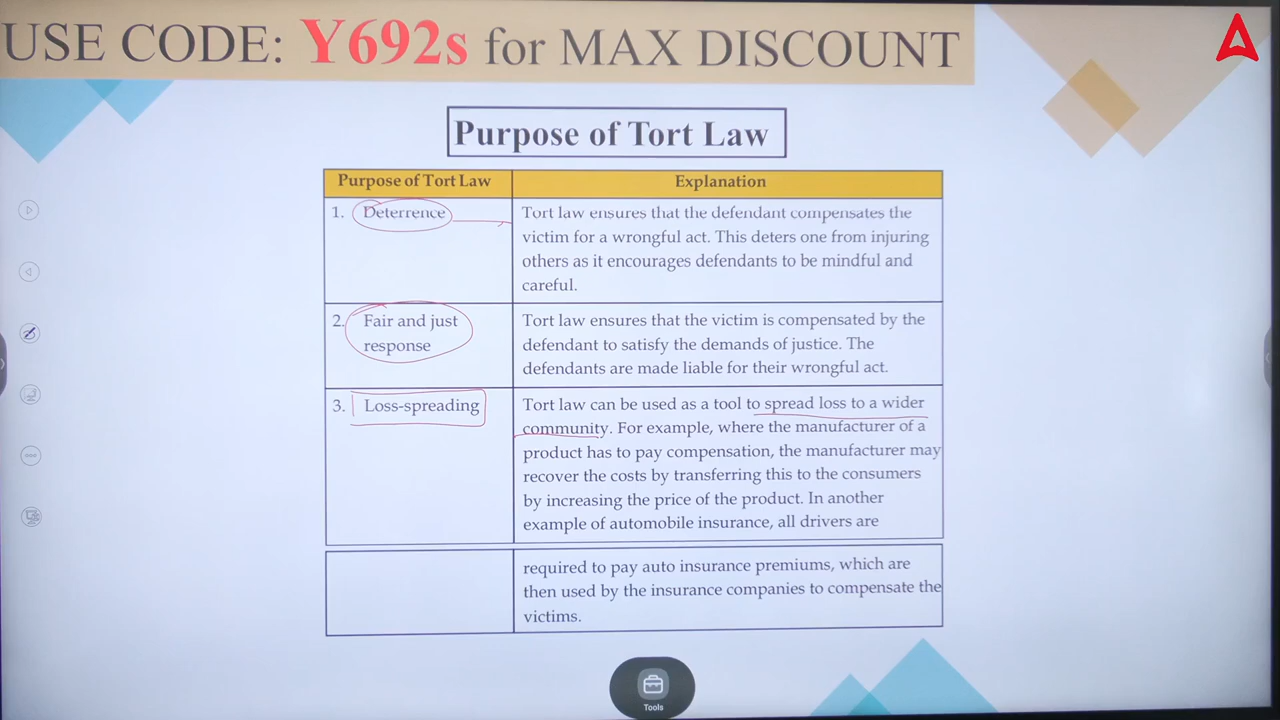 USE CODE: Y692s for MAX DISCOUNT
Purpose of Tort Law
Purpose of Tort Law
Explanation
1. Deterrence
Tort law ensures that the defendant compensates the
victim for a wrongful act. This deters one from injuring
others as it encourages defendants to be mindful and
careful.
2. Fair and just
response
Tort law ensures that the victim is compensated by the
defendant to satisfy the demands of justice. The
defendants are made liable for their wrongful act.
3. Loss-spreading
Tort law can be used as a tool to spread loss to a wider
community. For example, where the manufacturer of a
product has to pay compensation, the manufacturer may
recover the costs by transferring this to the consumers
by increasing the price of the product. In another
example of automobile insurance, all drivers are
required to pay auto insurance premiums, which are
then used by the insurance companies to compensate the
victims.
Tools